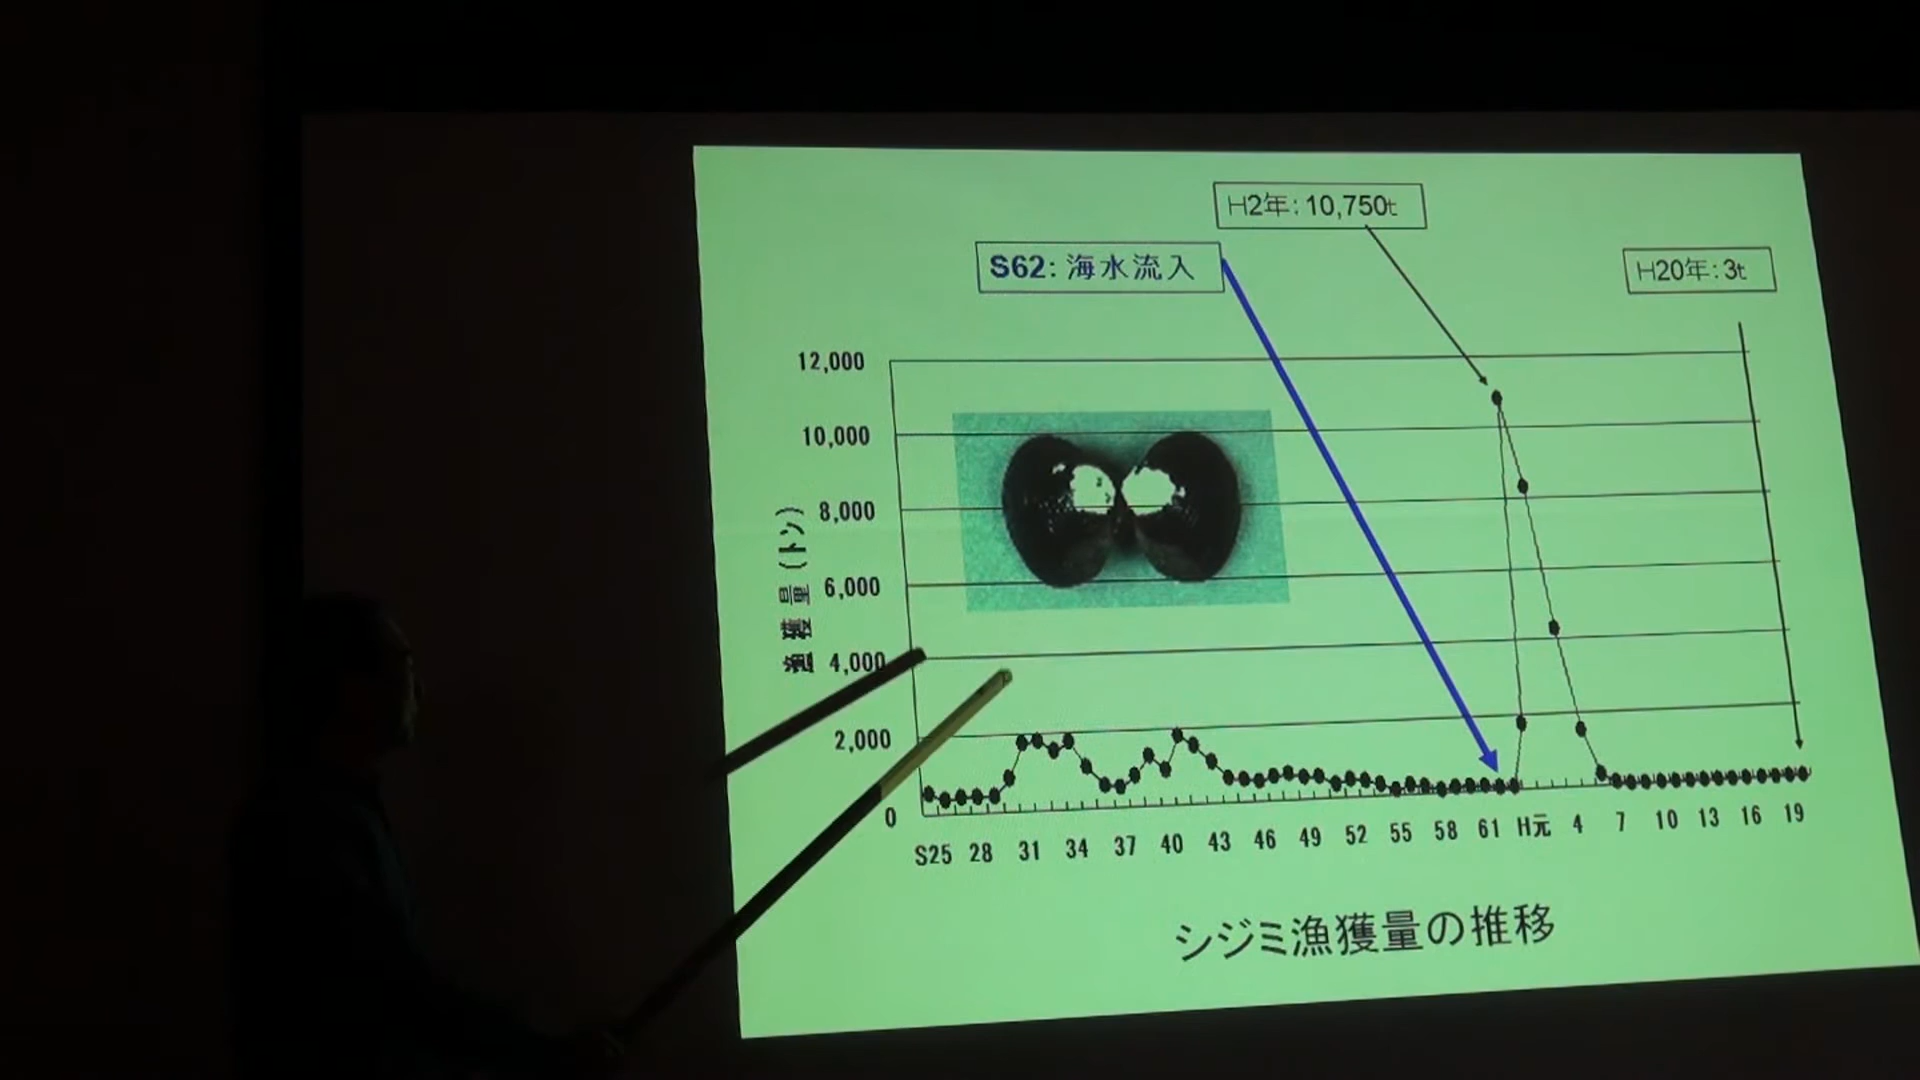 H2年：10,750t
S62：海水流入
H20年：3t
12,000
10,000
8,000
6,000
4,000
2,000
0
漁獲量（トン）
S25 28 31 34 37 40 43 46 49 52 55 58 61 H元 4 7 10 13 16 19
シジミ漁獲量の推移